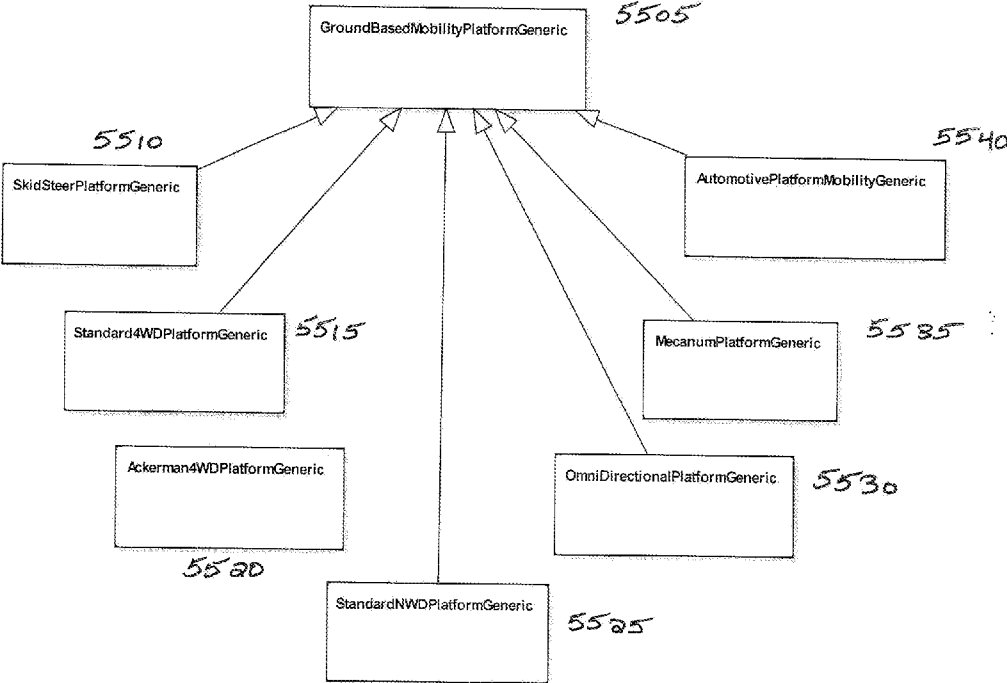 GroundBasedMobilityPlatformGeneric
5505
5510
SkidSteerPlatformGeneric
5540
AutomotivePlatformMobilityGeneric
Standard4WDPlatformGeneric
5515
MecanumPlatformGeneric
5535
Ackerman4WDPlatformGeneric
5520
OmniDirectionalPlatformGeneric
5530
StandardNWDPlatformGeneric
5525